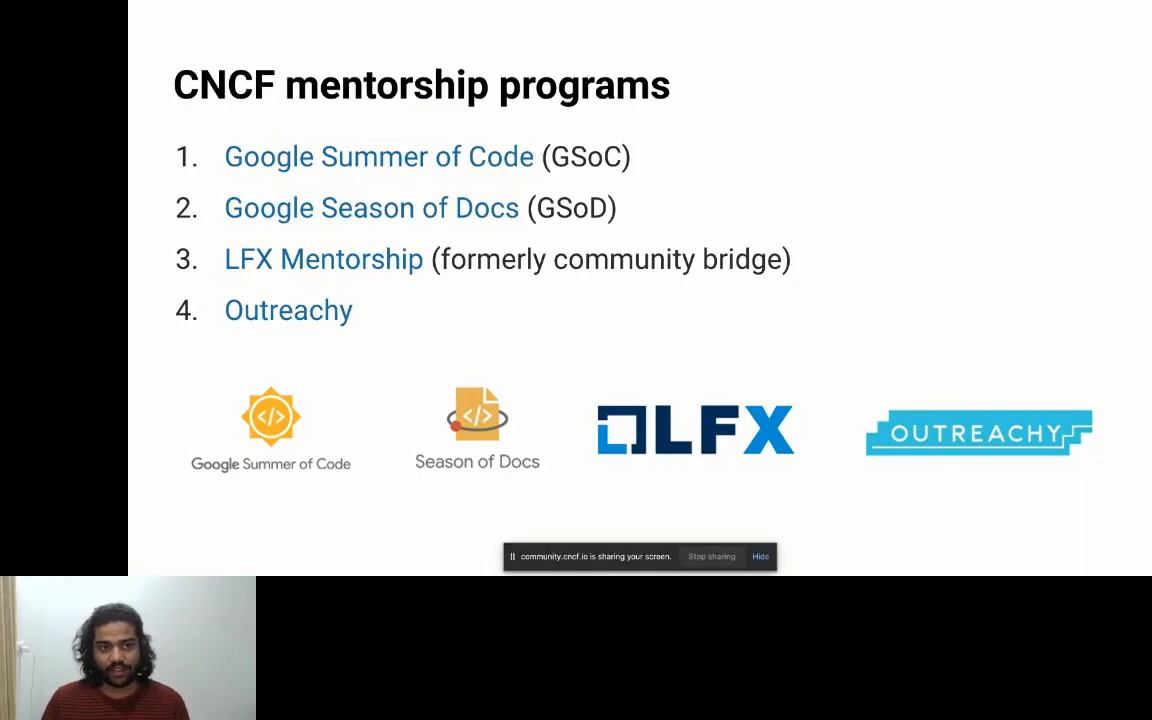 CNCF mentorship programs
1. Google Summer of Code (GSoC)
2. Google Season of Docs (GSoD)
3. LFX Mentorship (formerly community bridge)
4. Outreachy
Google Summer of Code
Season of Docs
LFX
OUTREACHY
community.cncf.io is sharing your screen. Stop sharing Hide